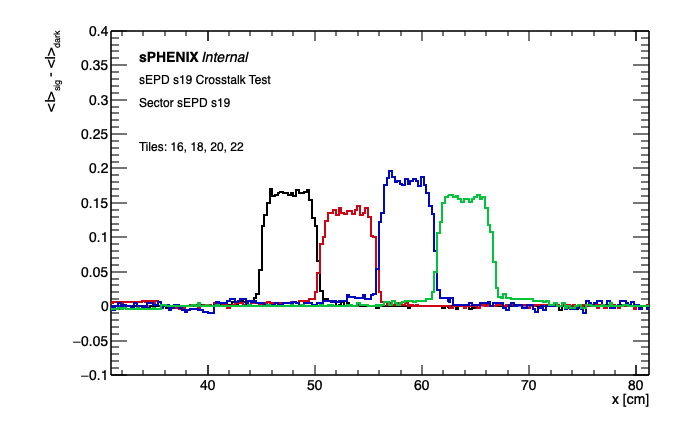 <I>sig - <I>dark
0.4
0.35
0.3
0.25
0.2
0.15
0.1
0.05
0
−0.05
−0.1
sPHENIX Internal
sEPD s19 Crosstalk Test
Sector sEPD s19
Tiles: 16, 18, 20, 22
40 50 60 70 80
x [cm]